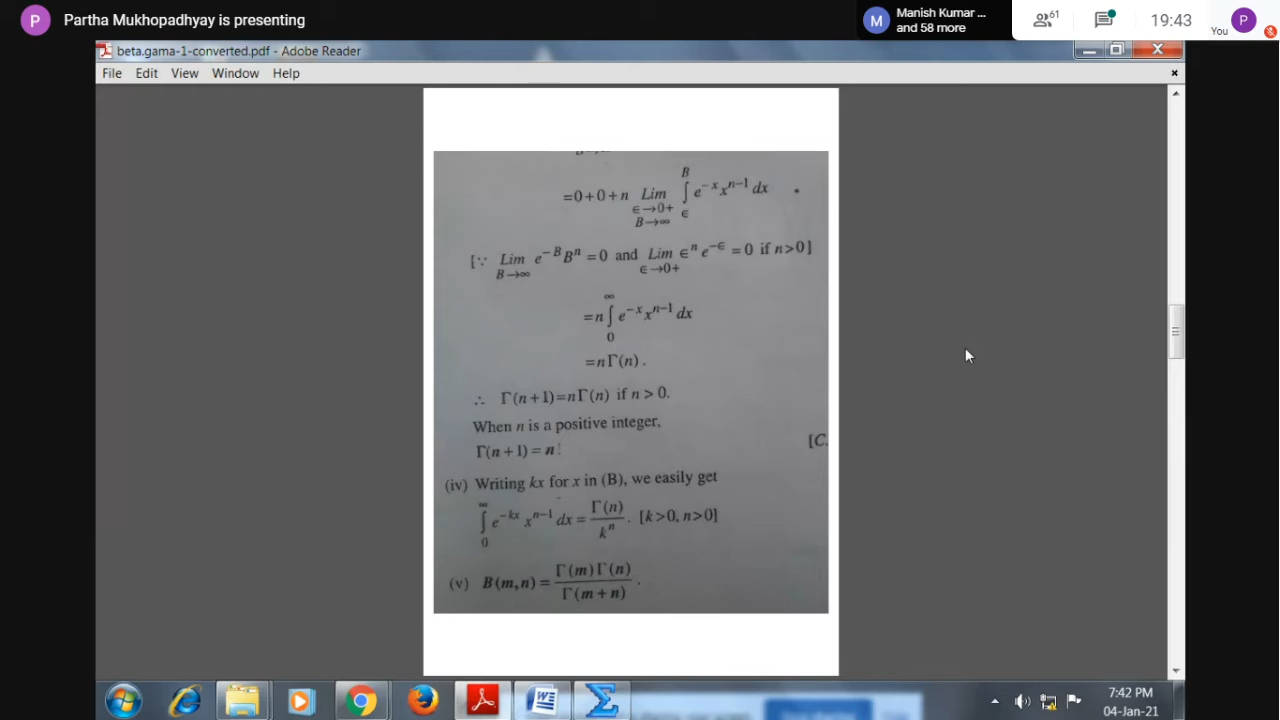 P Partha Mukhopadhyay is presenting
M Manish Kumar ... and 58 more
61
19:43
You P
beta.gama-1-converted.pdf - Adobe Reader
File Edit View Window Help
=0+0+n Lim ∫ e^{-x} x^{n-1} dx
∈→0+ ∈
B→∞
[∵ Lim e^{-B} B^n = 0 and Lim ∈^n e^{-∈} = 0 if n>0]
B→∞ ∈→0+
=n ∫_0^∞ e^{-x} x^{n-1} dx
=nΓ(n).
∴ Γ(n+1)=nΓ(n) if n > 0.
When n is a positive integer,
Γ(n+1) = n!
[C.
(iv) Writing kx for x in (B), we easily get
∫_0^∞ e^{-kx} x^{n-1} dx = Γ(n)/k^n . [k>0, n>0]
(v) B(m,n) = Γ(m)Γ(n)/Γ(m+n) .
7:42 PM
04-Jan-21